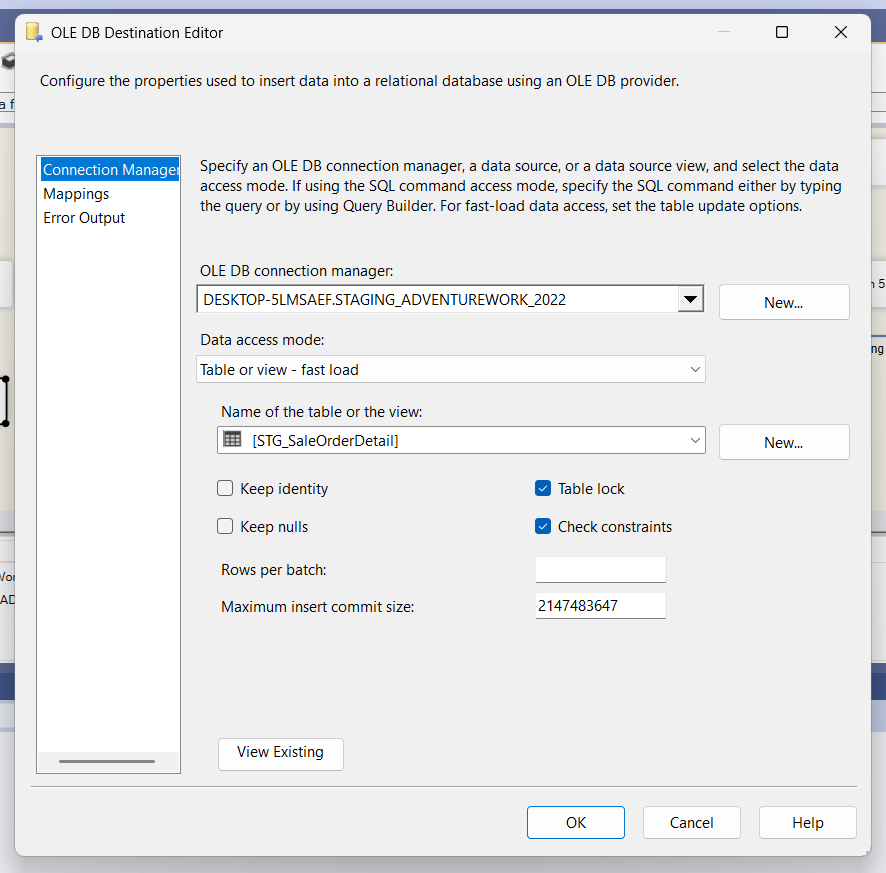 OLE DB Destination Editor
Configure the properties used to insert data into a relational database using an OLE DB provider.
a f
Connection Manager
Mappings
Error Output
Specify an OLE DB connection manager, a data source, or a data source view, and select the data
access mode. If using the SQL command access mode, specify the SQL command either by typing
the query or by using Query Builder. For fast-load data access, set the table update options.
OLE DB connection manager:
DESKTOP-5LMSAEF.STAGING_ADVENTUREWORK_2022
New...
Data access mode:
Table or view - fast load
Name of the table or the view:
[STG_SaleOrderDetail]
New...
Keep identity
Table lock
Keep nulls
Check constraints
Rows per batch:
Maximum insert commit size:
2147483647
View Existing
OK
Cancel
Help
n 5
ng
Wor
AD